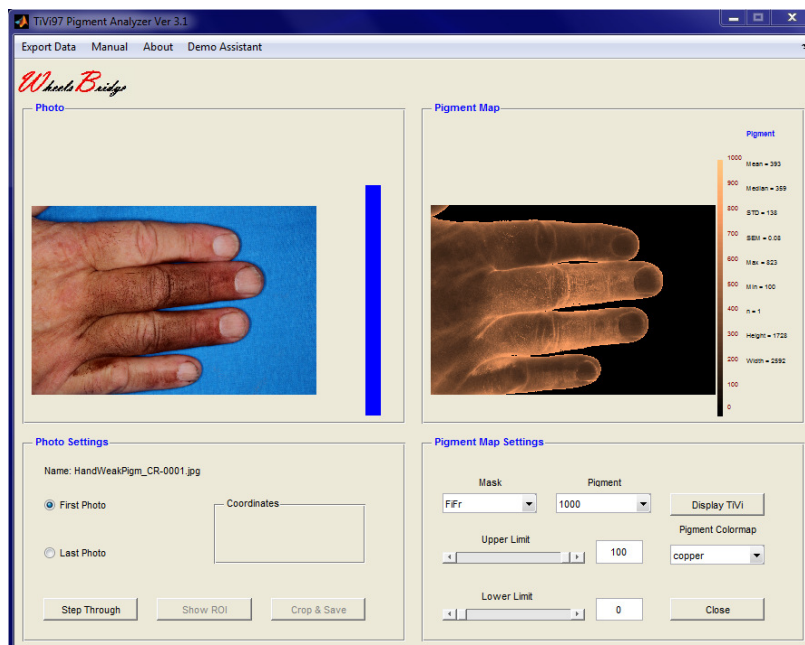 TiVi97 Pigment Analyzer Ver 3.1
Export Data Manual About Demo Assistant
WheelsBridge
Photo
Pigment Map
Pigment
1000
900
800
700
600
500
400
300
200
100
0
Mean = 393
Median = 359
STD = 138
SEM = 0.08
Max = 823
Min = 100
n = 1
Height = 1728
Width = 2592
Photo Settings
Name: HandWeakPigm_CR-0001.jpg
First Photo
Coordinates
Last Photo
Step Through Show ROI Crop & Save
Pigment Map Settings
Mask Pigment
FiFr 1000 Display TiVi
Upper Limit Pigment Colormap
100 copper
Lower Limit
0 Close